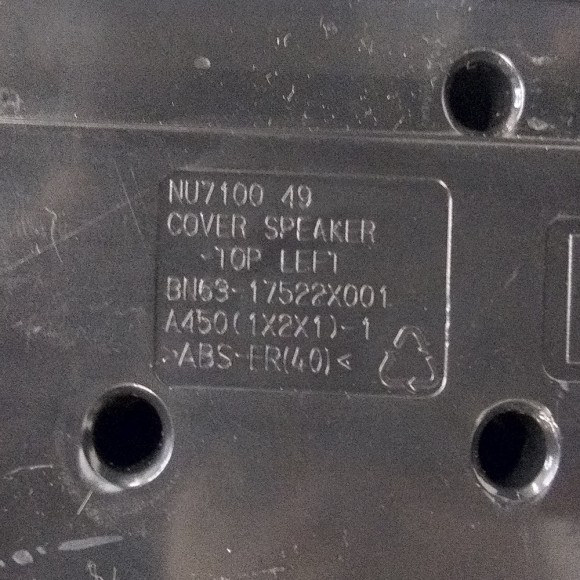 NU7100 49
COVER SPEAKER
-TOP LEFT
BN63-17522X001
A450(1X2X1)-1
>ABS-FR(40)<